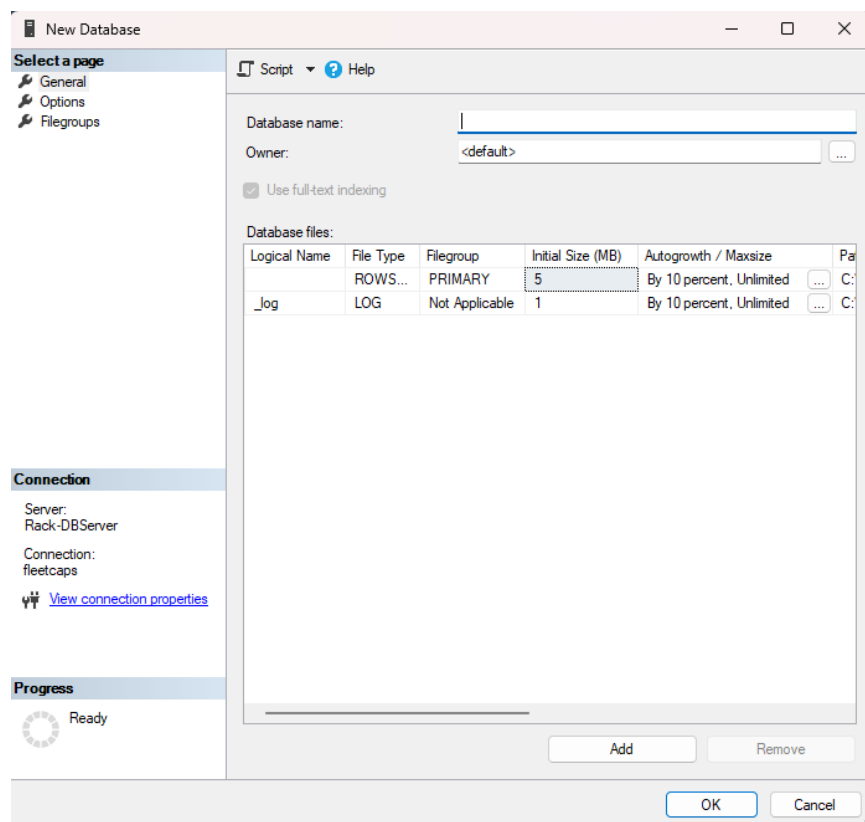 New Database
Select a page
General
Options
Filegroups
Script Help
Database name:
Owner: <default> ...
Use full-text indexing
Database files:
Logical Name File Type Filegroup Initial Size (MB) Autogrowth / Maxsize Pa
ROWS... PRIMARY 5 By 10 percent, Unlimited ... C:\
_log LOG Not Applicable 1 By 10 percent, Unlimited ... C:\
Connection
Server:
Rack-DBServer
Connection:
fleetcaps
View connection properties
Progress
Ready
Add Remove
OK Cancel